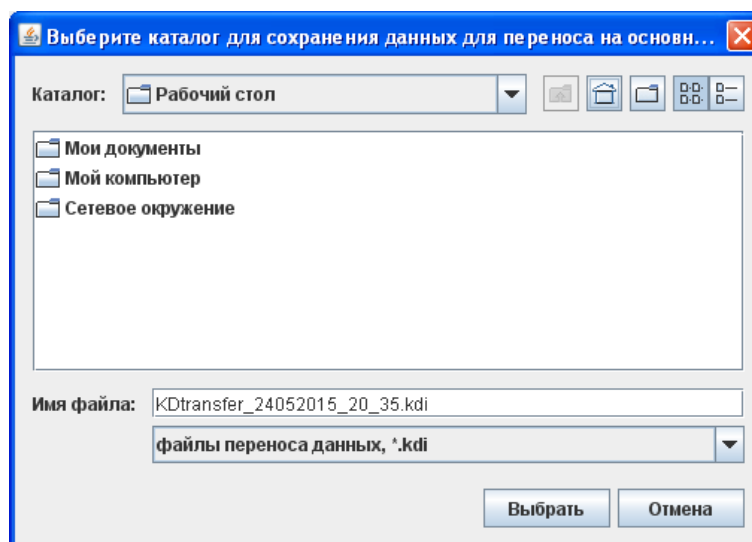 Выберите каталог для сохранения данных для переноса на основн...
Каталог: Рабочий стол
Мои документы
Мой компьютер
Сетевое окружение
Имя файла: KDtransfer_24052015_20_35.kdi
файлы переноса данных, *.kdi
Выбрать Отмена